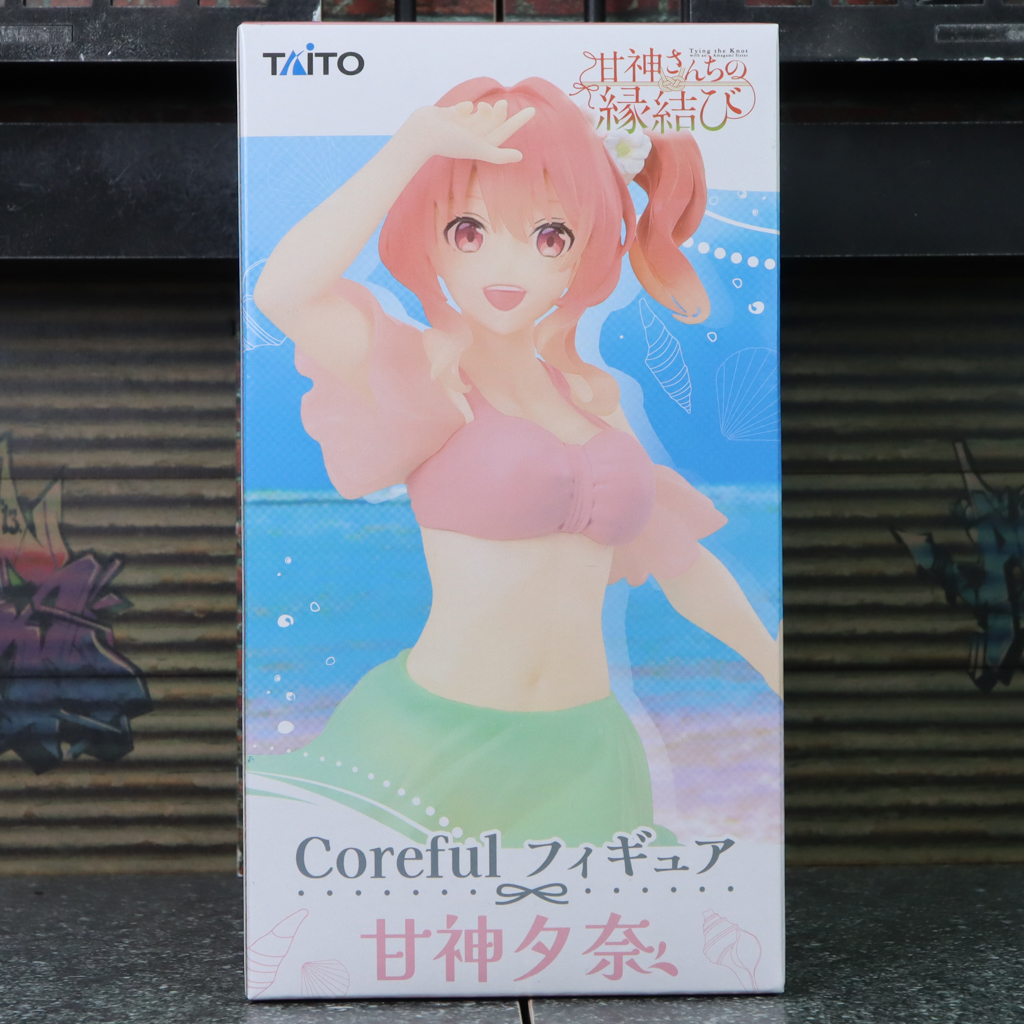 TAITO
Tying the Knot
with an Amagami Sister
甘神さんちの
縁結び
Coreful フィギュア
甘神夕奈